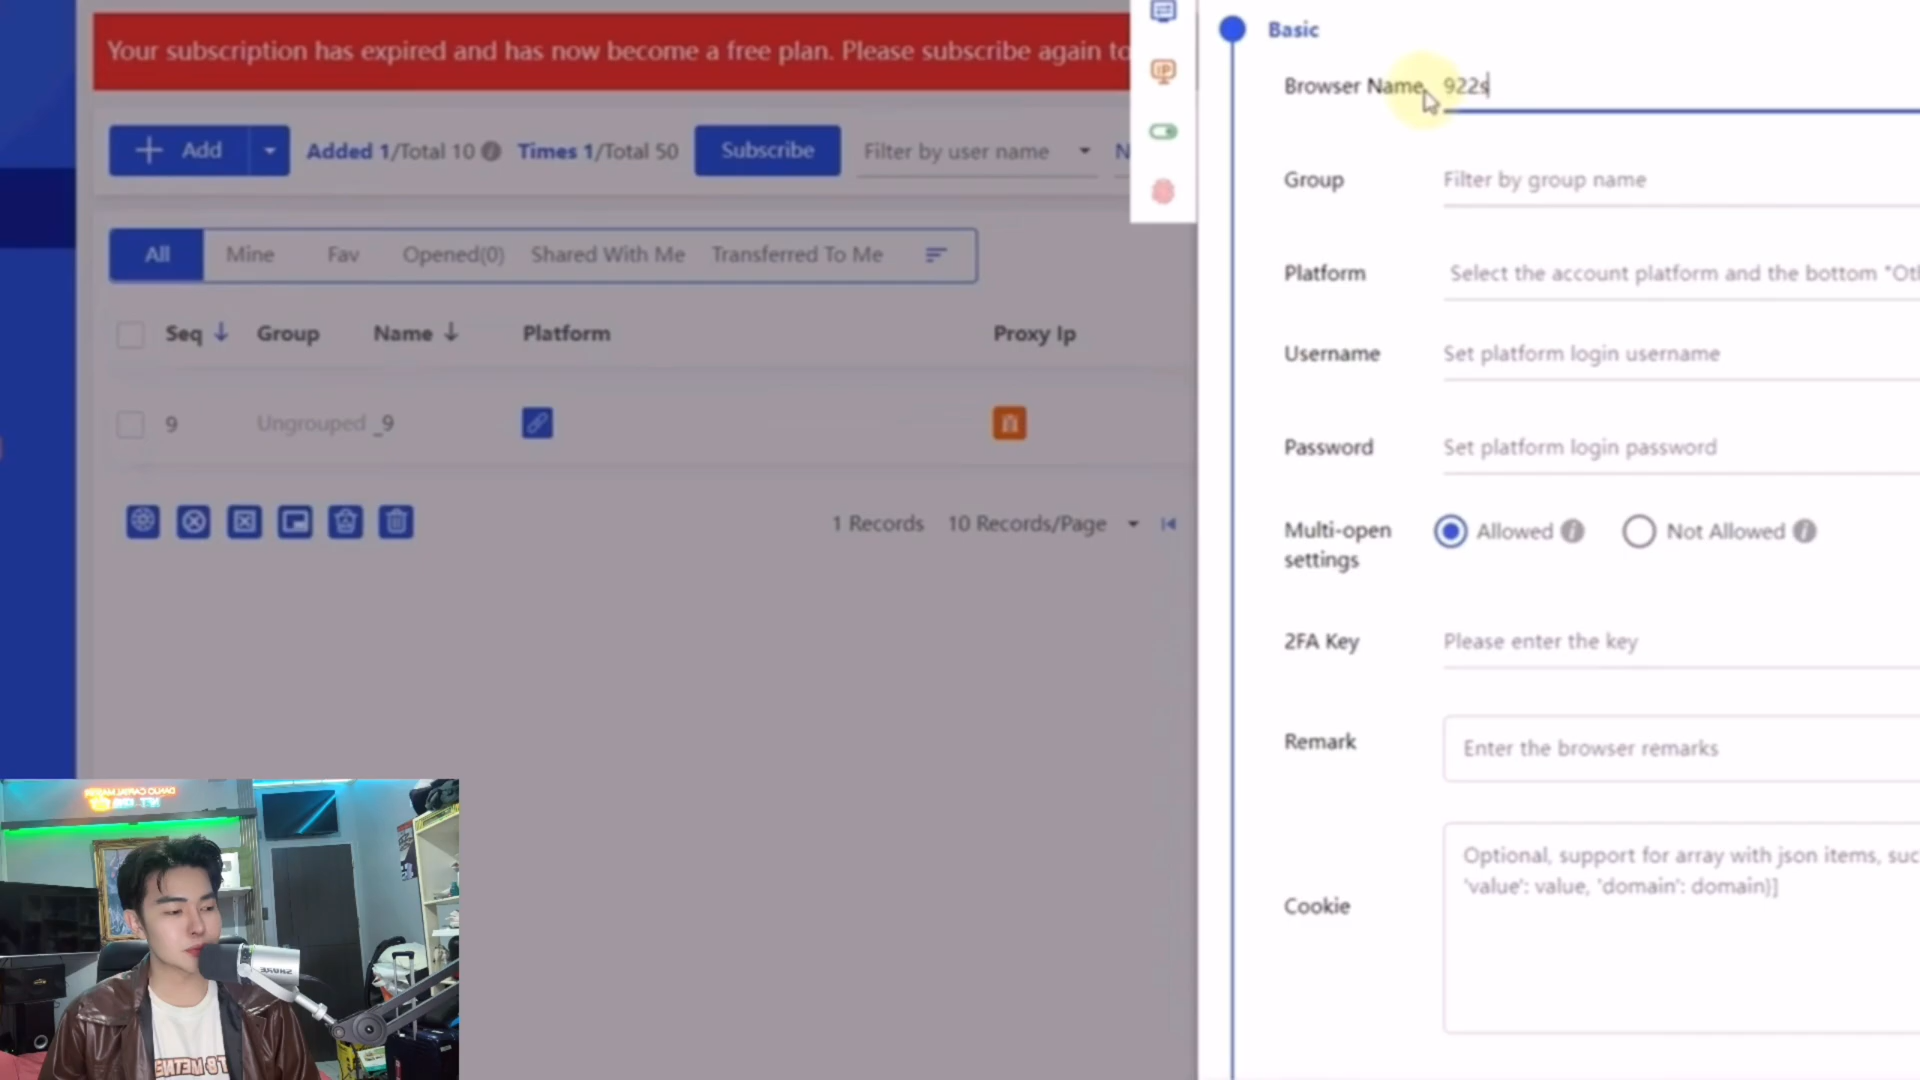 Your subscription has expired and has now become a free plan. Please subscribe again to
Add
Added 1/Total 10
Times 1/Total 50
Subscribe
Filter by user name
N
All
Mine
Fav
Opened(0)
Shared With Me
Transferred To Me
Seq
Group
Name
Platform
Proxy Ip
9
Ungrouped
_9
1 Records
10 Records/Page
IP
Basic
Browser Name
922s
Group
Filter by group name
Platform
Select the account platform and the bottom "Oth
Username
Set platform login username
Password
Set platform login password
Multi-open
settings
Allowed
Not Allowed
2FA Key
Please enter the key
Remark
Enter the browser remarks
Cookie
Optional, support for array with json items, suc
'value': value, 'domain': domain}]
SHURE